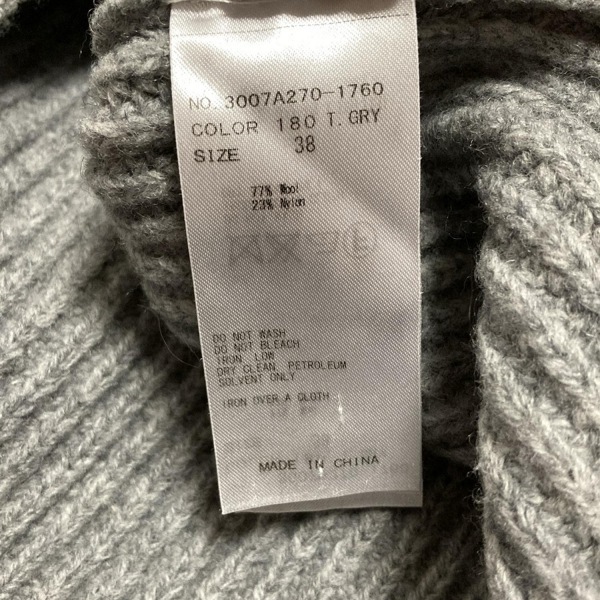 NO. 3007A270-1760
COLOR 180 T. GRY
SIZE 38
77% Wool
23% Nylon
DO NOT WASH
DO NOT BLEACH
IRON LOW
DRY CLEAN PETROLEUM
SOLVENT ONLY
IRON OVER A CLOTH
MADE IN CHINA